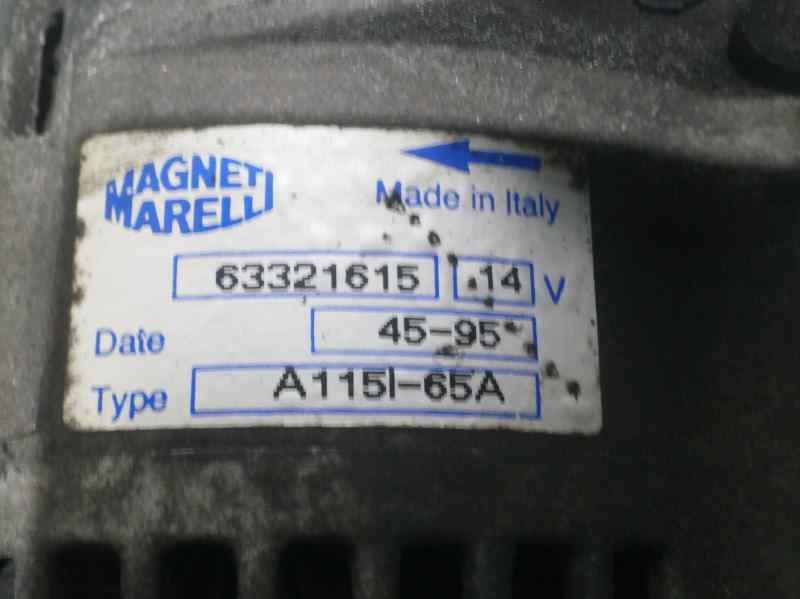 MAGNETI
MARELLI
Made in Italy
63321615 14 V
Date 45-95
Type A115I-65A